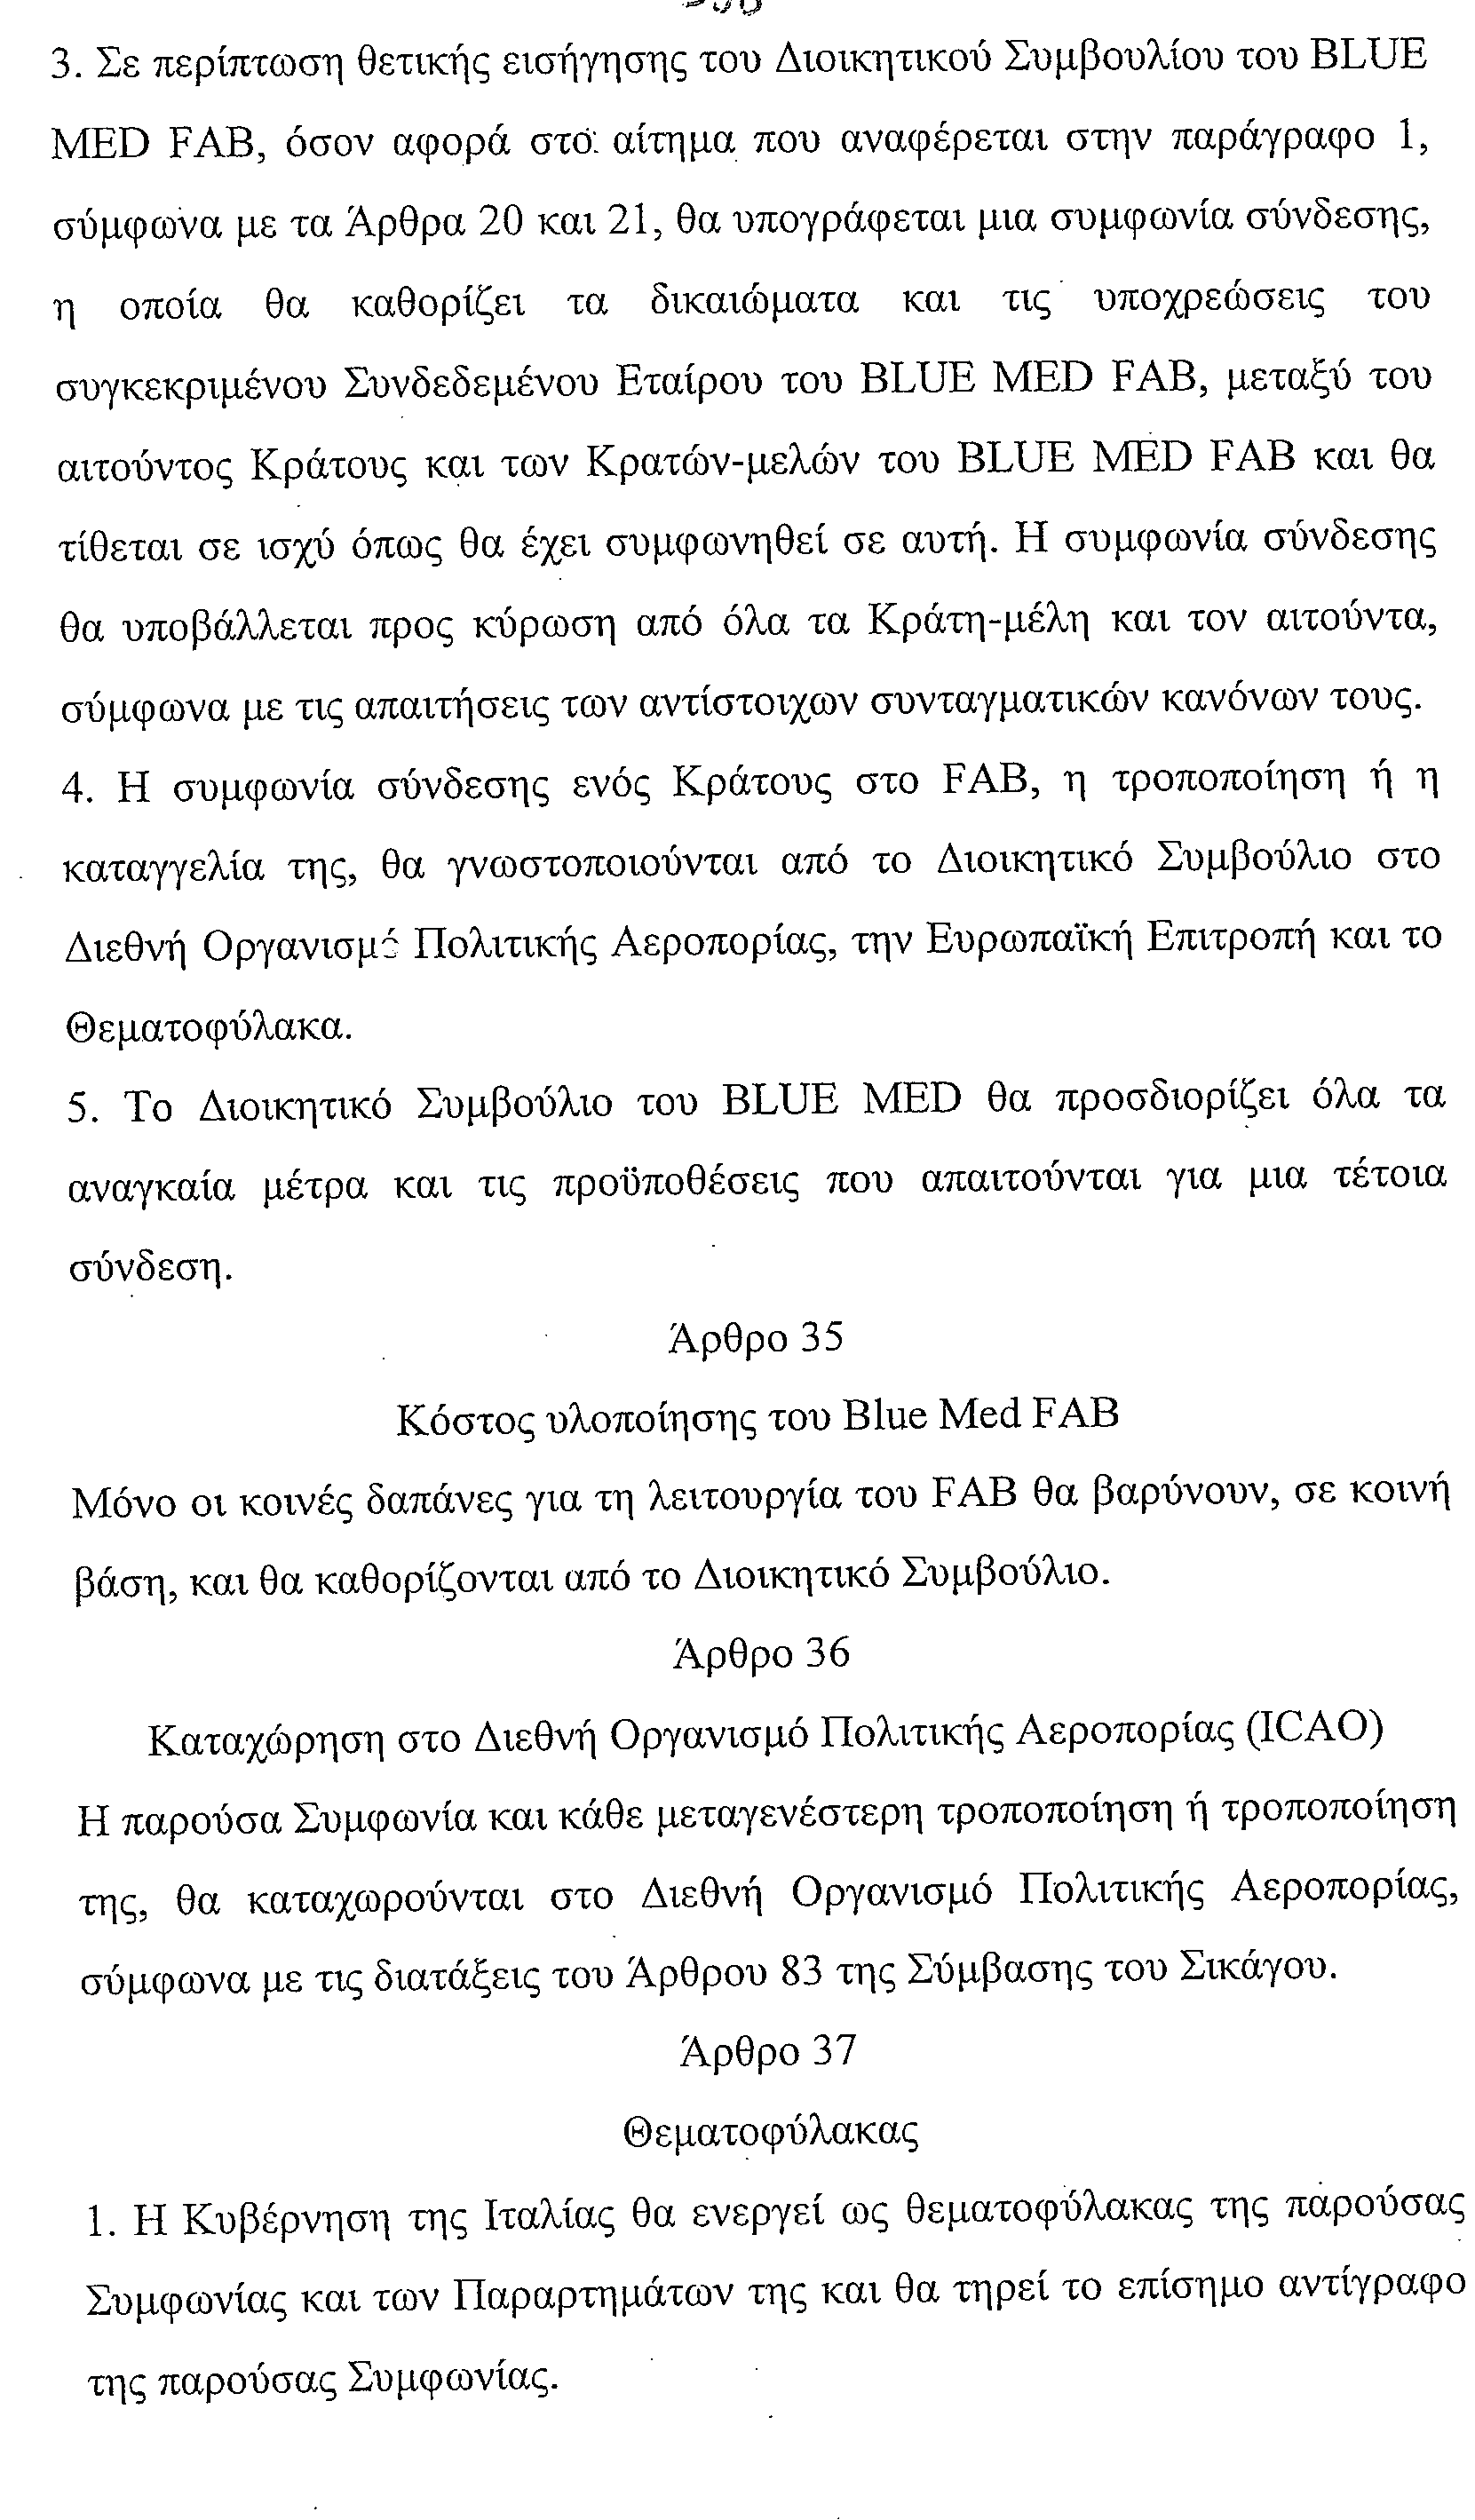 3. Σε περίπτωση θετικής εισήγησης του Διοικητικού Συμβουλίου του BLUE
MED FAB, όσον αφορά στο αίτημα που αναφέρεται στην παράγραφο 1,
σύμφωνα με τα Άρθρα 20 και 21, θα υπογράφεται μια συμφωνία σύνδεσης,
η οποία θα καθορίζει τα δικαιώματα και τις υποχρεώσεις του
συγκεκριμένου Συνδεδεμένου Εταίρου του BLUE MED FAB, μεταξύ του
αιτούντος Κράτους και των Κρατών-μελών του BLUE MED FAB και θα
τίθεται σε ισχύ όπως θα έχει συμφωνηθεί σε αυτή. Η συμφωνία σύνδεσης
θα υποβάλλεται προς κύρωση από όλα τα Κράτη-μέλη και τον αιτούντα,
σύμφωνα με τις απαιτήσεις των αντίστοιχων συνταγματικών κανόνων τους.
4. Η συμφωνία σύνδεσης ενός Κράτους στο FAB, η τροποποίηση ή η
καταγγελία της, θα γνωστοποιούνται από το Διοικητικό Συμβούλιο στο
Διεθνή Οργανισμό Πολιτικής Αεροπορίας, την Ευρωπαϊκή Επιτροπή και το
Θεματοφύλακα.
5. Το Διοικητικό Συμβούλιο του BLUE MED θα προσδιορίζει όλα τα
αναγκαία μέτρα και τις προϋποθέσεις που απαιτούνται για μια τέτοια
σύνδεση.
Άρθρο 35
Κόστος υλοποίησης του Blue Med FAB
Μόνο οι κοινές δαπάνες για τη λειτουργία του FAB θα βαρύνουν, σε κοινή
βάση, και θα καθορίζονται από το Διοικητικό Συμβούλιο.
Άρθρο 36
Καταχώρηση στο Διεθνή Οργανισμό Πολιτικής Αεροπορίας (ICAO)
Η παρούσα Συμφωνία και κάθε μεταγενέστερη τροποποίηση ή τροποποίηση
της, θα καταχωρούνται στο Διεθνή Οργανισμό Πολιτικής Αεροπορίας,
σύμφωνα με τις διατάξεις του Άρθρου 83 της Σύμβασης του Σικάγου.
Άρθρο 37
Θεματοφύλακας
1. Η Κυβέρνηση της Ιταλίας θα ενεργεί ως θεματοφύλακας της παρούσας
Συμφωνίας και των Παραρτημάτων της και θα τηρεί το επίσημο αντίγραφο
της παρούσας Συμφωνίας.